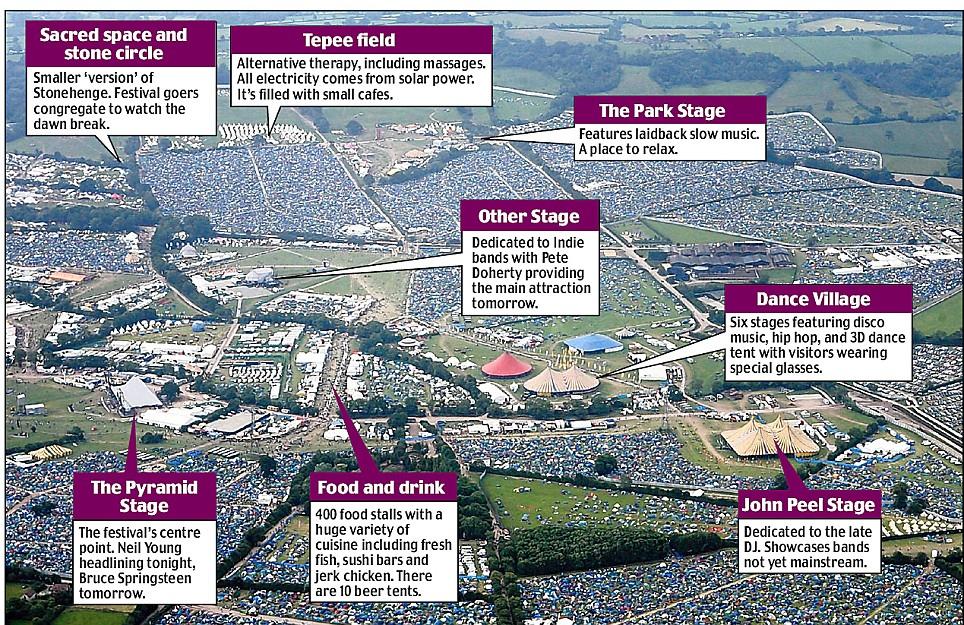 Sacred space and
stone circle
Smaller ‘version’ of
Stonehenge. Festival goers
congregate to watch the
dawn break.
Tepee field
Alternative therapy, including massages.
All electricity comes from solar power.
It’s filled with small cafes.
The Park Stage
Features laidback slow music.
A place to relax.
Other Stage
Dedicated to Indie
bands with Pete
Doherty providing
the main attraction
tomorrow.
Dance Village
Six stages featuring disco
music, hip hop, and 3D dance
tent with visitors wearing
special glasses.
The Pyramid
Stage
The festival’s centre
point. Neil Young
headlining tonight,
Bruce Springsteen
tomorrow.
Food and drink
400 food stalls with a
huge variety of
cuisine including fresh
fish, sushi bars and
jerk chicken. There
are 10 beer tents.
John Peel Stage
Dedicated to the late
DJ. Showcases bands
not yet mainstream.